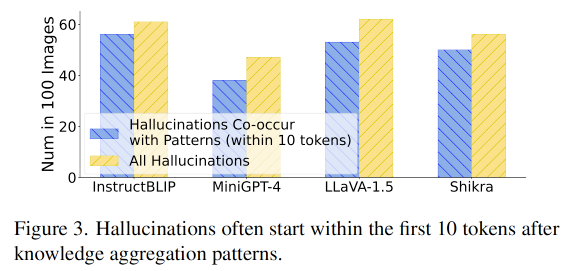 Num in 100 Images
60
40
20
0
Hallucinations Co-occur
with Patterns (within 10 tokens)
All Hallucinations
InstructBLIP MiniGPT-4 LLaVA-1.5 Shikra
Figure 3. Hallucinations often start within the first 10 tokens after
knowledge aggregation patterns.